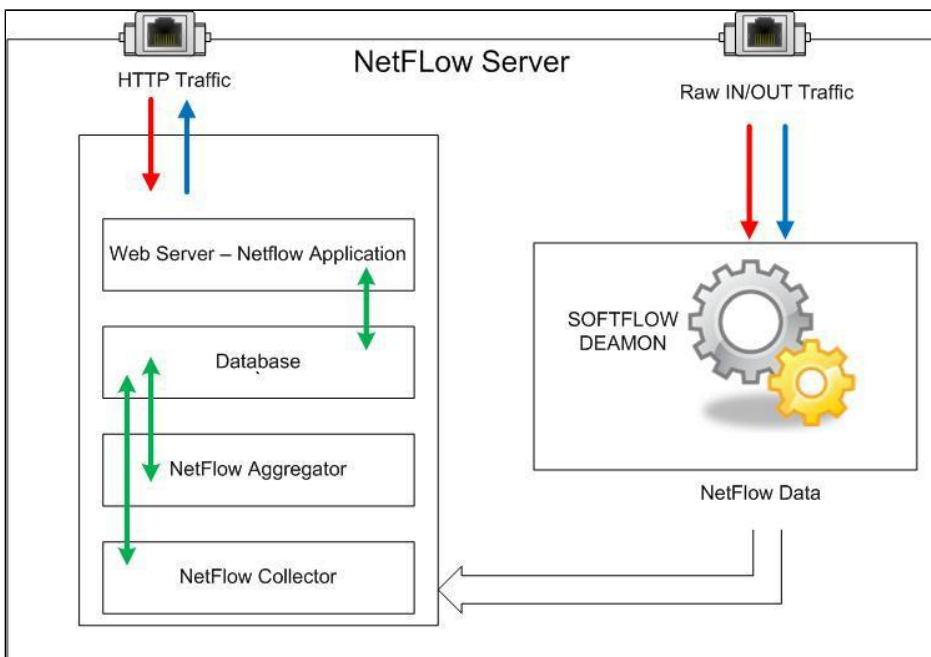 NetFLow Server
HTTP Traffic
Raw IN/OUT Traffic
Web Server – Netflow Application
Database
NetFlow Aggregator
NetFlow Collector
SOFTFLOW
DEAMON
NetFlow Data